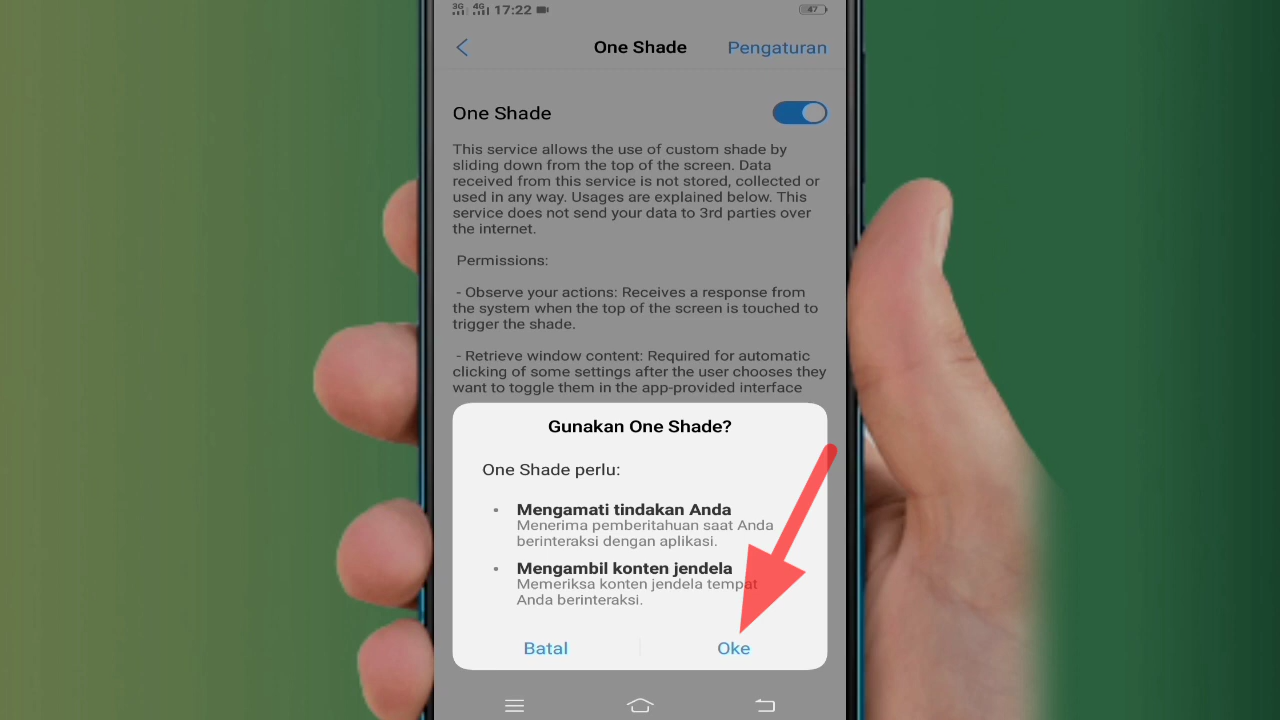 3G 4G 17:22 47
One Shade Pengaturan
One Shade
This service allows the use of custom shade by
sliding down from the top of the screen. Data
received from this service is not stored, collected or
used in any way. Usages are explained below. This
service does not send your data to 3rd parties over
the internet.
Permissions:
- Observe your actions: Receives a response from
the system when the top of the screen is touched to
trigger the shade.
- Retrieve window content: Required for automatic
clicking of some settings after the user chooses they
want to toggle them in the app-provided interface
Gunakan One Shade?
One Shade perlu:
• Mengamati tindakan Anda
Menerima pemberitahuan saat Anda
berinteraksi dengan aplikasi.
• Mengambil konten jendela
Memeriksa konten jendela tempat
Anda berinteraksi.
Batal Oke